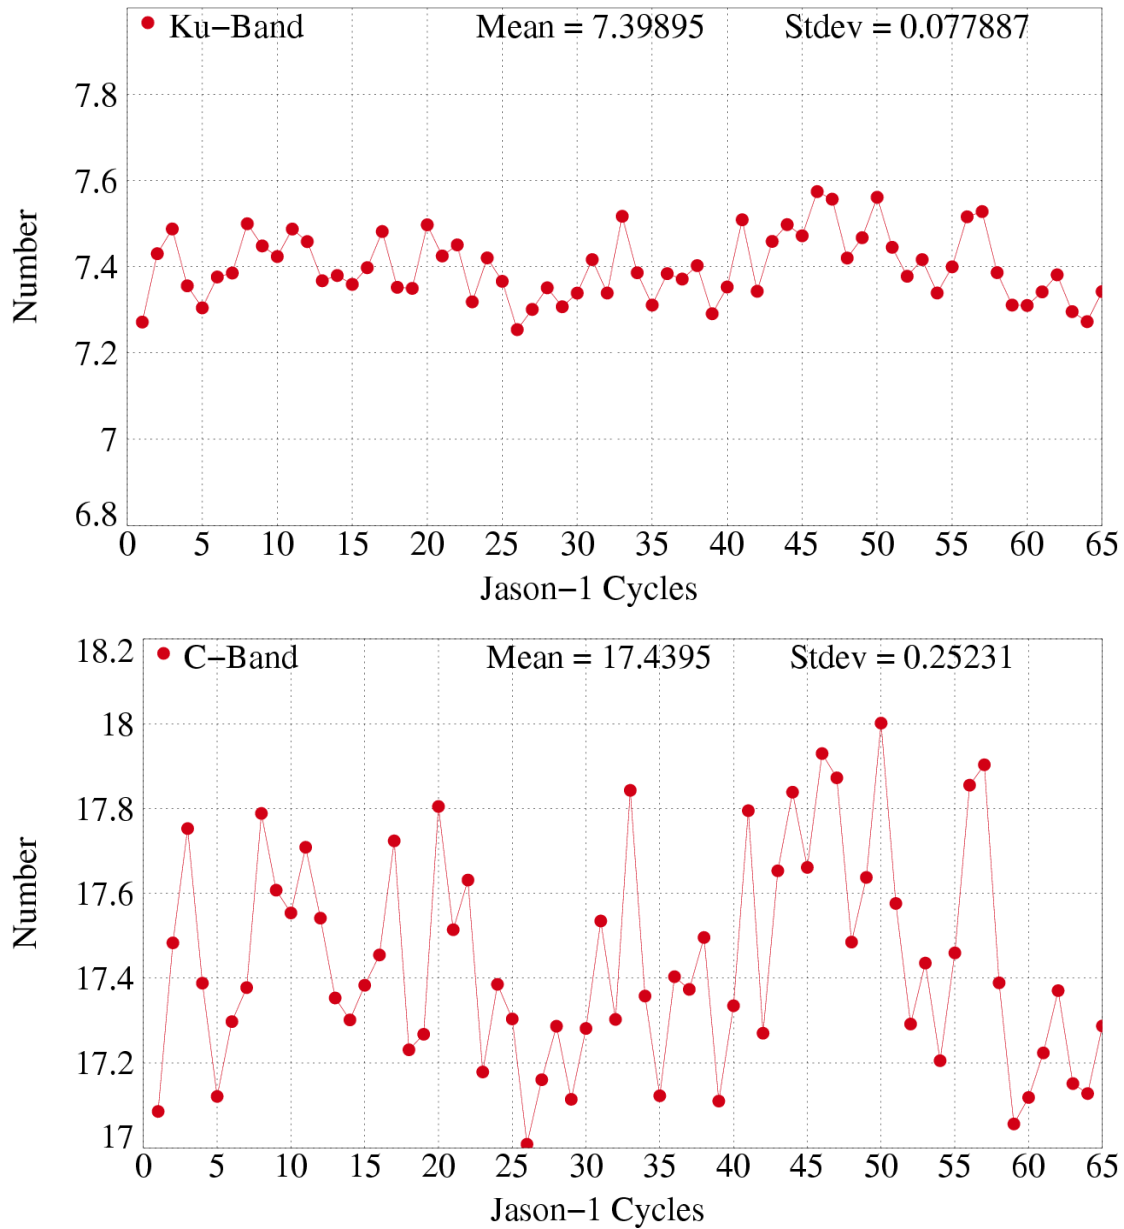 Ku−Band Mean = 7.39895 Stdev = 0.077887
7.8
7.6
7.4
7.2
7
6.8
Number
0 5 10 15 20 25 30 35 40 45 50 55 60 65
Jason−1 Cycles
18.2
C−Band Mean = 17.4395 Stdev = 0.25231
18
17.8
17.6
17.4
17.2
17
Number
0 5 10 15 20 25 30 35 40 45 50 55 60 65
Jason−1 Cycles